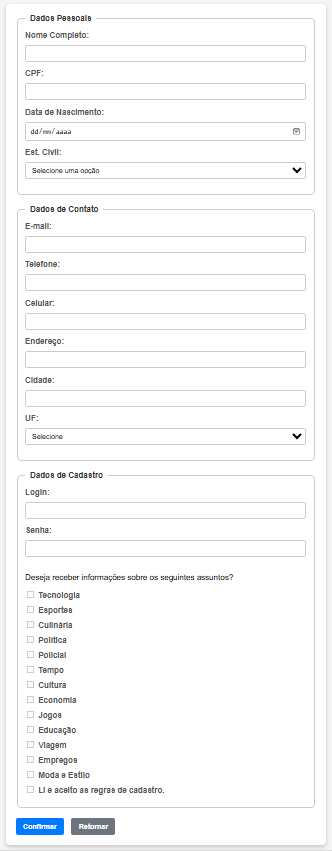 Dados Pessoais
Nome Completo:
CPF:
Data de Nascimento:
dd/mm/aaaa
Est. Civil:
Selecione uma opção
Dados de Contato
E-mail:
Telefone:
Celular:
Endereço:
Cidade:
UF:
Selecione
Dados de Cadastro
Login:
Senha:
Deseja receber informações sobre os seguintes assuntos?
Tecnologia
Esportes
Culinária
Política
Policial
Tempo
Cultura
Economia
Jogos
Educação
Viagem
Empregos
Moda e Estilo
Li e aceito as regras de cadastro.
Confirmar Retornar